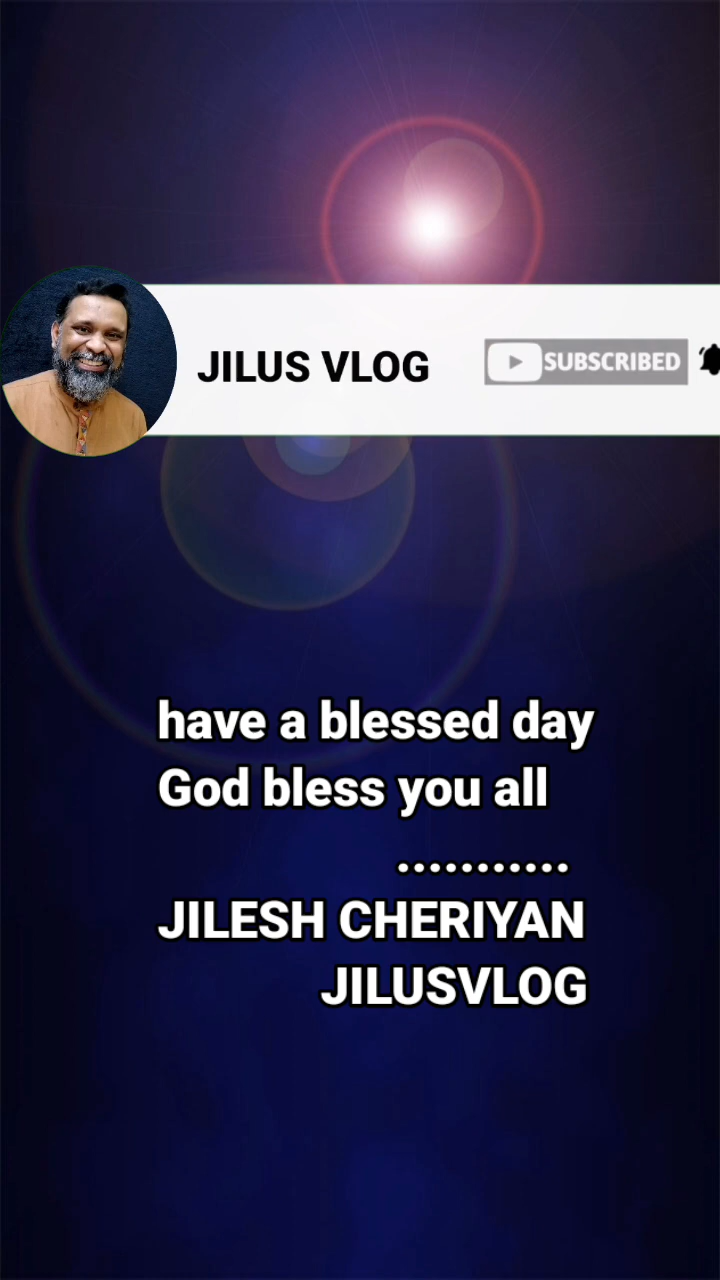 JILUS VLOG
SUBSCRIBED
have a blessed day
God bless you all
...........
JILESH CHERIYAN
JILUSVLOG